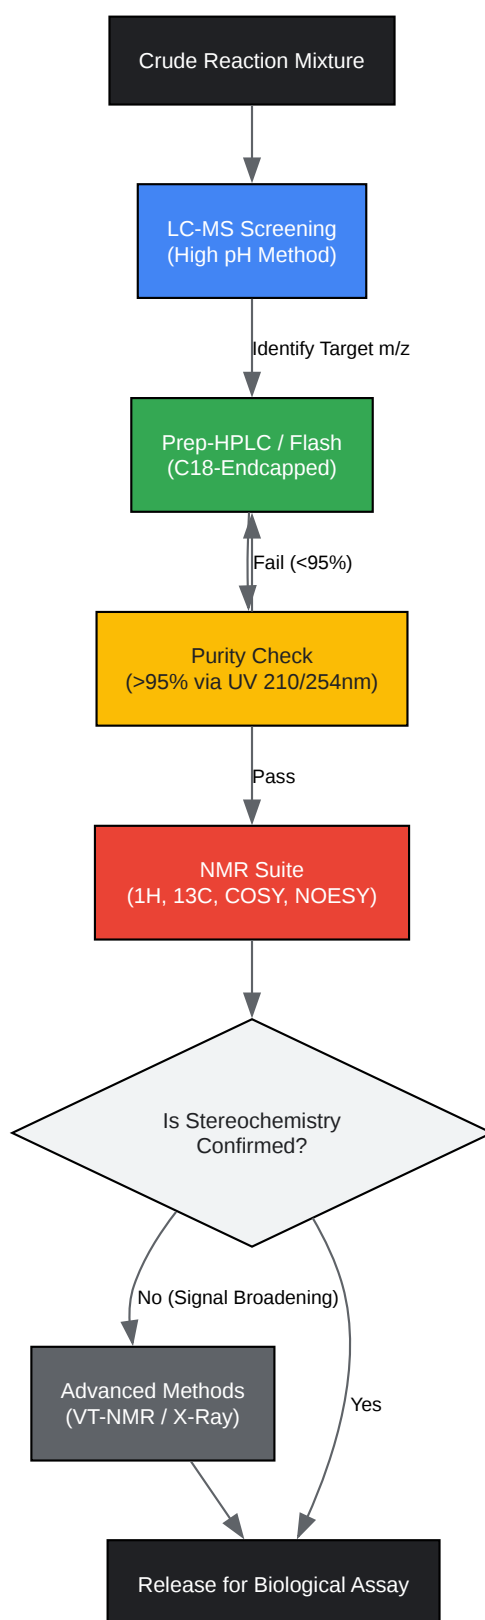 Crude Reaction Mixture
LC-MS Screening
(High pH Method)
Identify Target m/z
Prep-HPLC / Flash
(C18-Endcapped)
Fail (<95%)
Purity Check
(>95% via UV 210/254nm)
Pass
NMR Suite
(1H, 13C, COSY, NOESY)
Is Stereochemistry
Confirmed?
No (Signal Broadening)
Advanced Methods
(VT-NMR / X-Ray)
Yes
Release for Biological Assay